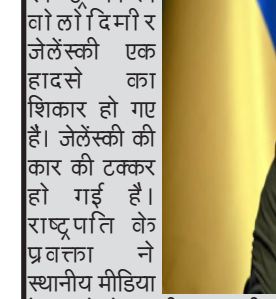 वोलोदिमीर
जेलेंस्की एक
हादसे का
शिकार हो गए
हैं। जेलेंस्की की
कार की टक्कर
हो गई है।
राष्ट्रपति के
प्रवक्ता ने
स्थानीय मीडिया